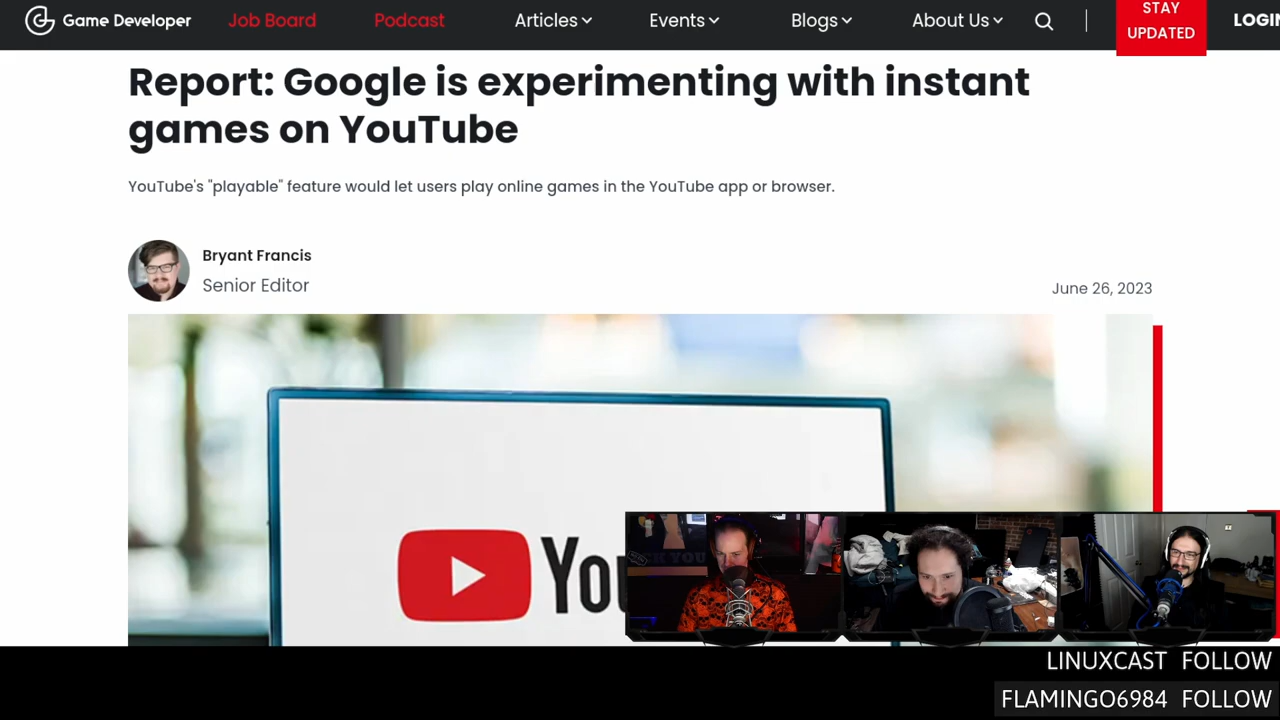 Game Developer
Job Board
Podcast
Articles
Events
Blogs
About Us
STAY
UPDATED
LOGIN
Report: Google is experimenting with instant
games on YouTube
YouTube's "playable" feature would let users play online games in the YouTube app or browser.
Bryant Francis
Senior Editor
June 26, 2023
You
LINUXCAST FOLLOW
FLAMINGO6984 FOLLOW